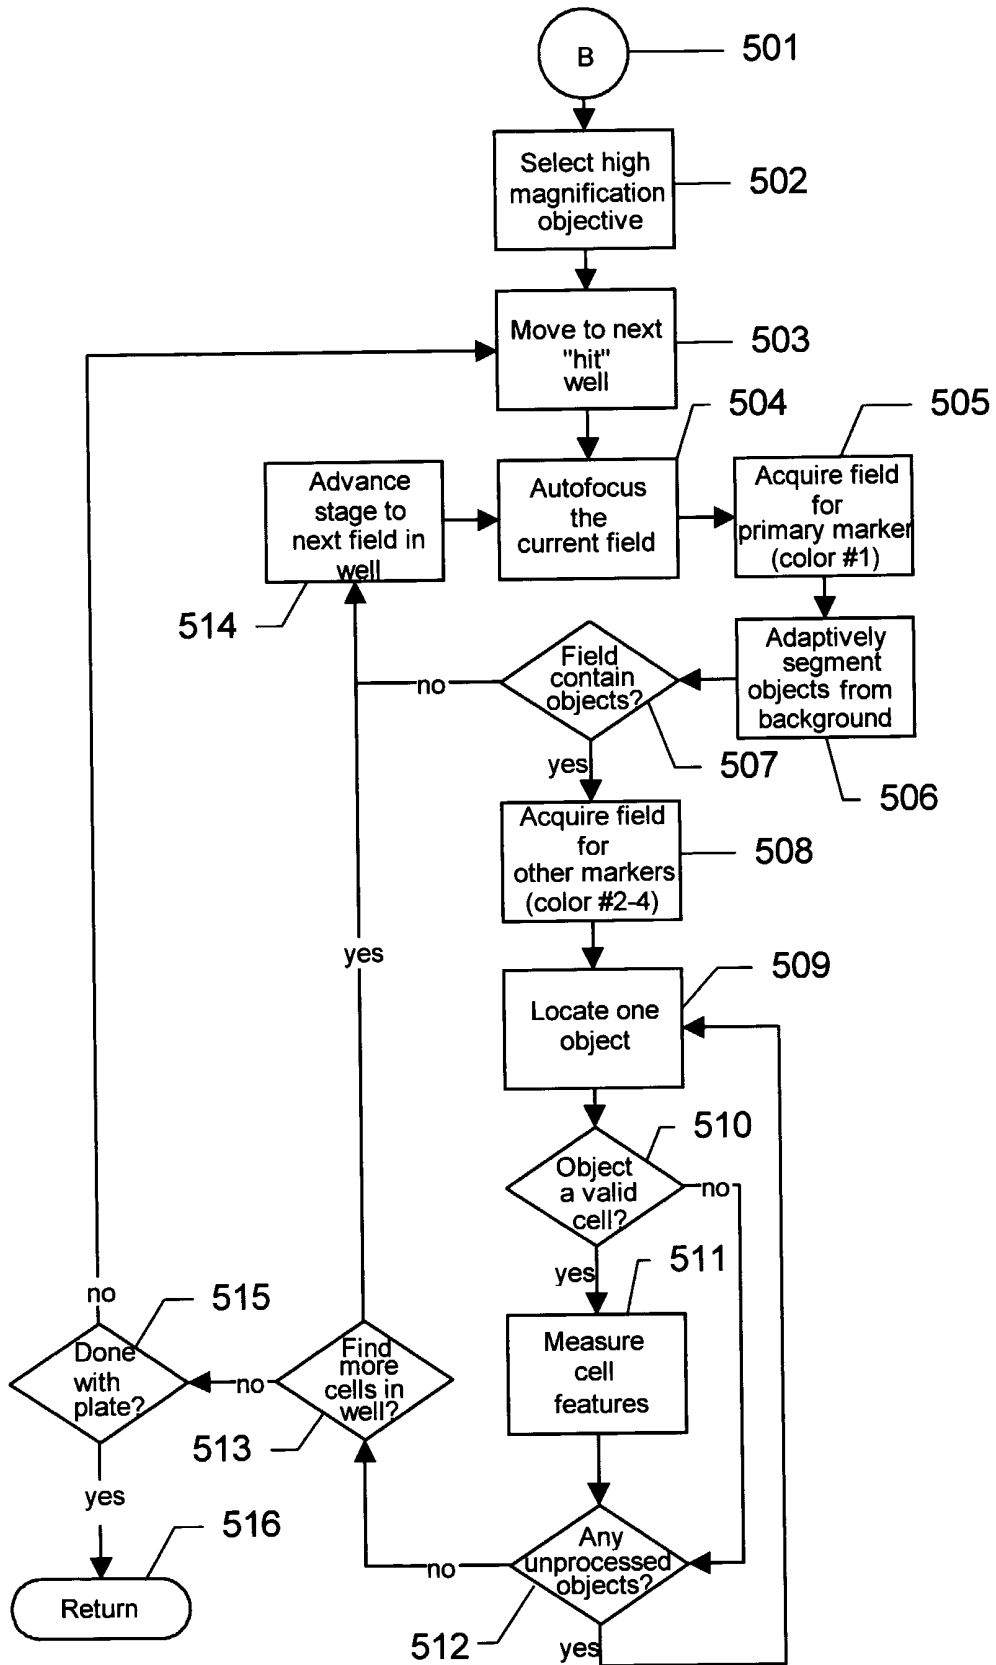 B
501
Select high
magnification
objective
502
Move to next
"hit"
well
503
504
505
Advance
stage to
next field in
well
514
Autofocus
the
current field
Acquire field
for
primary marker
(color #1)
Adaptively
segment
objects from
background
506
Field
contain
objects?
no
507
yes
Acquire field
for
other markers
(color #2-4)
508
yes
Locate one
object
509
Object
a valid
cell?
510
no
yes
511
Measure
cell
features
no
515
Done
with
plate?
no
Find
more
cells in
well?
513
yes
516
Return
Any
unprocessed
objects?
no
512
yes